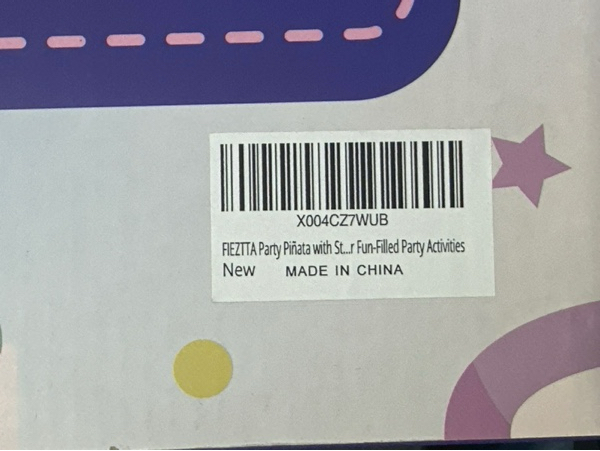 X004CZ7WUB
FIEZTTA Party Piñata with St...r Fun-Filled Party Activities
New MADE IN CHINA